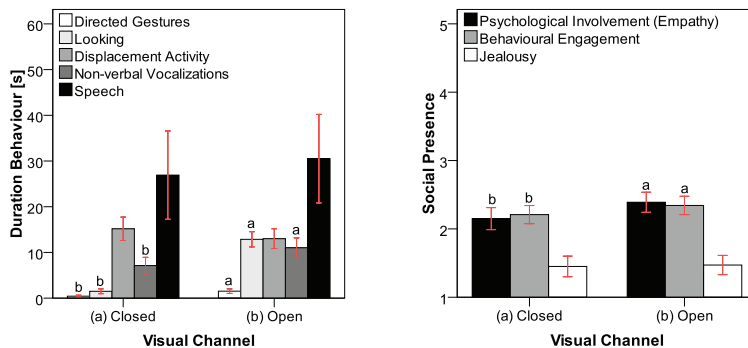 Directed Gestures
Looking
Displacement Activity
Non-verbal Vocalizations
Speech
Duration Behaviour [s]
60
50
40
30
20
10
0
b
b
b
a
a
a
(a) Closed
(b) Open
Visual Channel
Psychological Involvement (Empathy)
Behavioural Engagement
Jealousy
Social Presence
5
4
3
2
1
b
b
a
a
(a) Closed
(b) Open
Visual Channel